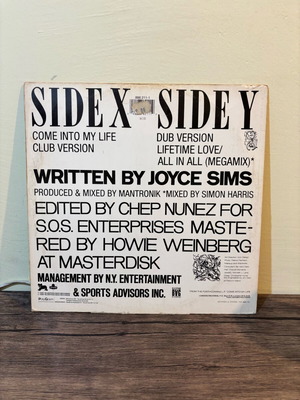 SIDE X SIDE Y
COME INTO MY LIFE
CLUB VERSION
DUB VERSION
LIFETIME LOVE/
ALL IN ALL (MEGAMIX)*
WRITTEN BY JOYCE SIMS
PRODUCED & MIXED BY MANTRONIK *MIXED BY SIMON HARRIS
EDITED BY CHEP NUNEZ FOR
S.O.S. ENTERPRISES MASTE-
RED BY HOWIE WEINBERG
AT MASTERDISK
MANAGEMENT BY N.Y. ENTERTAINMENT
& SPORTS ADVISORS INC.